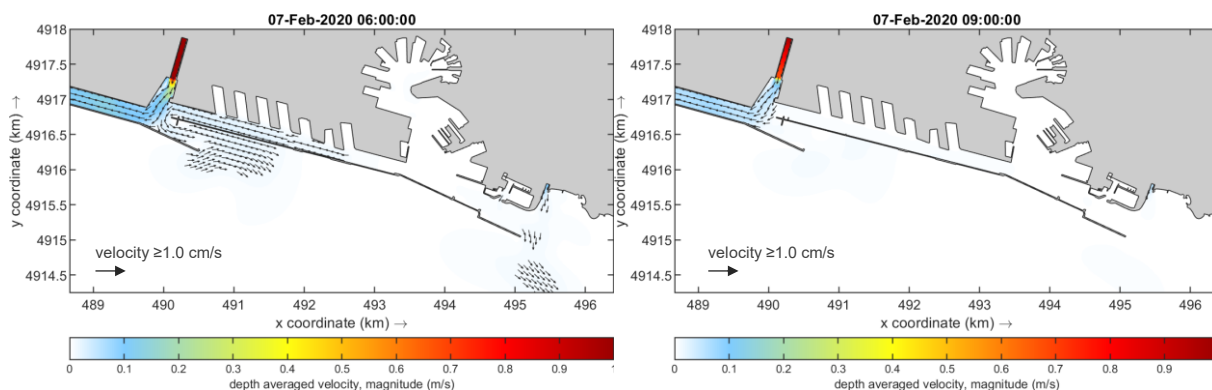 07-Feb-2020 06:00:00
4918
4917.5
4917
4916.5
4916
4915.5
4915
4914.5
y coordinate (km) →
velocity ≥1.0 cm/s
489 490 491 492 493 494 495 496
x coordinate (km) →
0 0.1 0.2 0.3 0.4 0.5 0.6 0.7 0.8 0.9 1
depth averaged velocity, magnitude (m/s)
07-Feb-2020 09:00:00
4918
4917.5
4917
4916.5
4916
4915.5
4915
4914.5
y coordinate (km) →
velocity ≥1.0 cm/s
489 490 491 492 493 494 495 496
x coordinate (km) →
0 0.1 0.2 0.3 0.4 0.5 0.6 0.7 0.8 0.9
depth averaged velocity, magnitude (m/s)